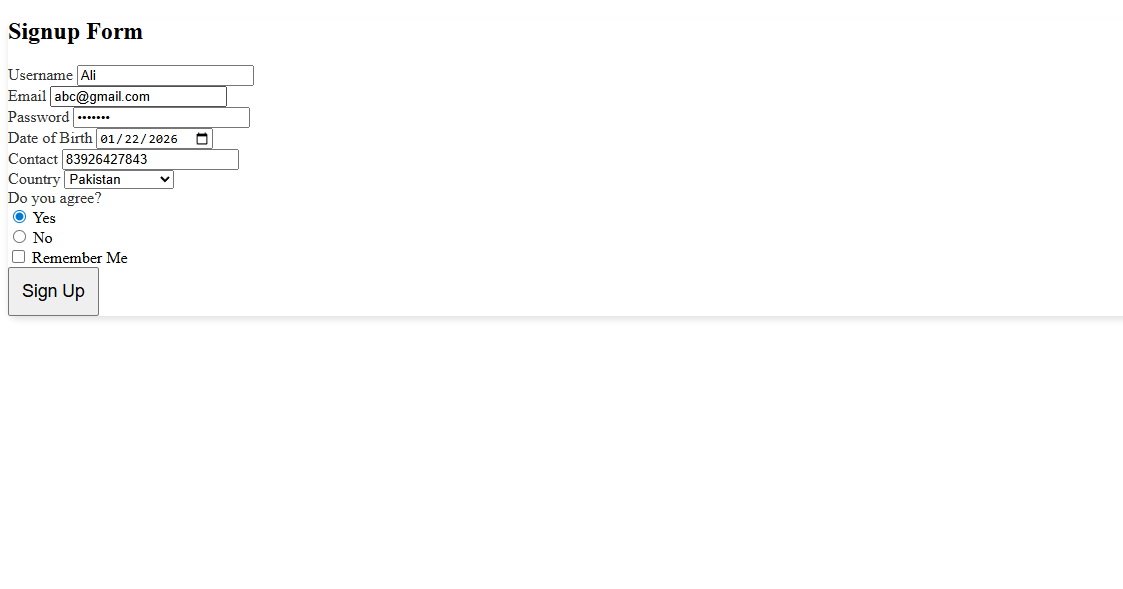 Signup Form
Username Ali
Email abc@gmail.com
Password •••••••
Date of Birth 01/22/2026
Contact 83926427843
Country Pakistan
Do you agree?
Yes
No
Remember Me
Sign Up